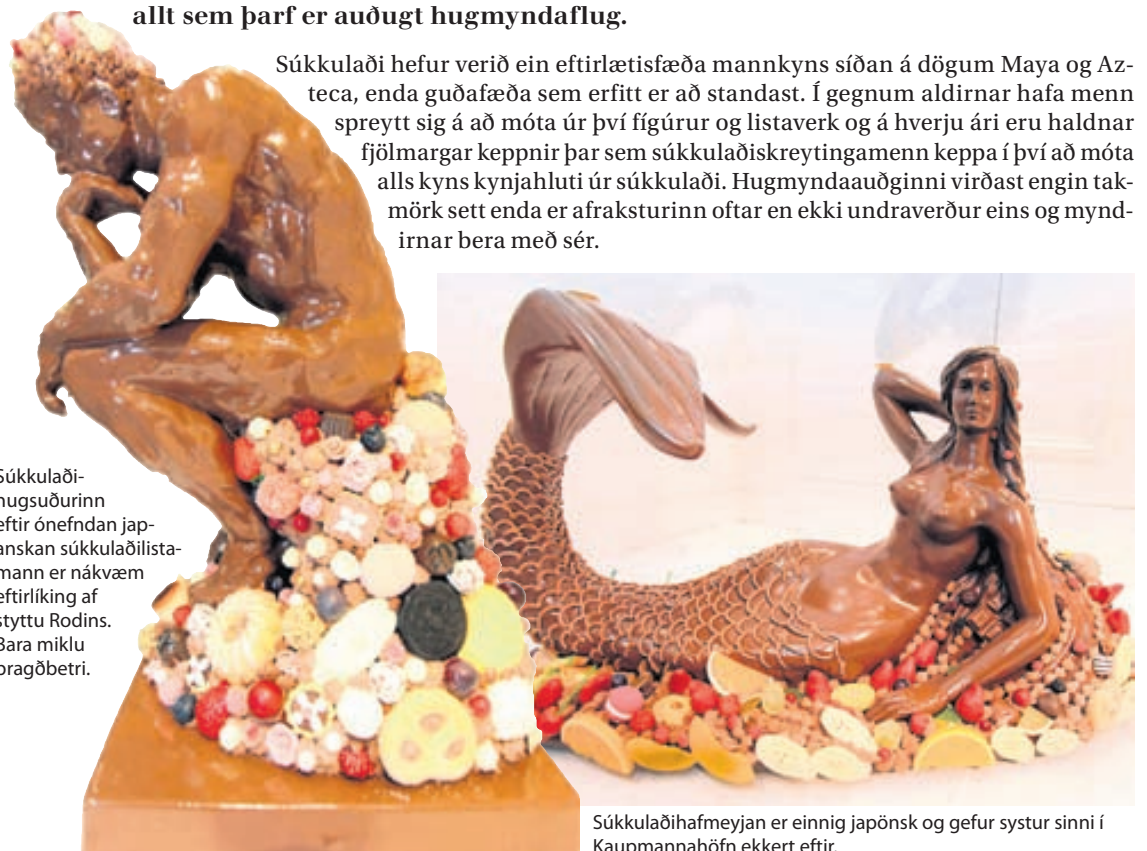 allt sem þarf er auðugt hugmyndaflug.
Súkkulaði hefur verið ein eftirlætisfæða mannkyns síðan á dögum Maya og Az-
teca, enda guðafæða sem erfitt er að standast. Í gegnum aldirnar hafa menn
spreytt sig á að móta úr því fígúrur og listaverk og á hverju ári eru haldnar
fjölmargar keppnir þar sem súkkulaðiskreytingamenn keppa í því að móta
alls kyns kynjahluti úr súkkulaði. Hugmyndaauðginni virðast engin tak-
mörk sett enda er afraksturinn oftar en ekki undraverður eins og mynd-
irnar bera með sér.
Súkkulaði-
hugsuðurinn
eftir ónefndan jap-
anskan súkkulaðilista-
mann er nákvæm
eftirlíking af
styttu Rodins.
Bara miklu
bragðbetri.
Súkkulaðihafmeyjan er einnig japönsk og gefur systur sinni í
Kaupmannahöfn ekkert eftir.